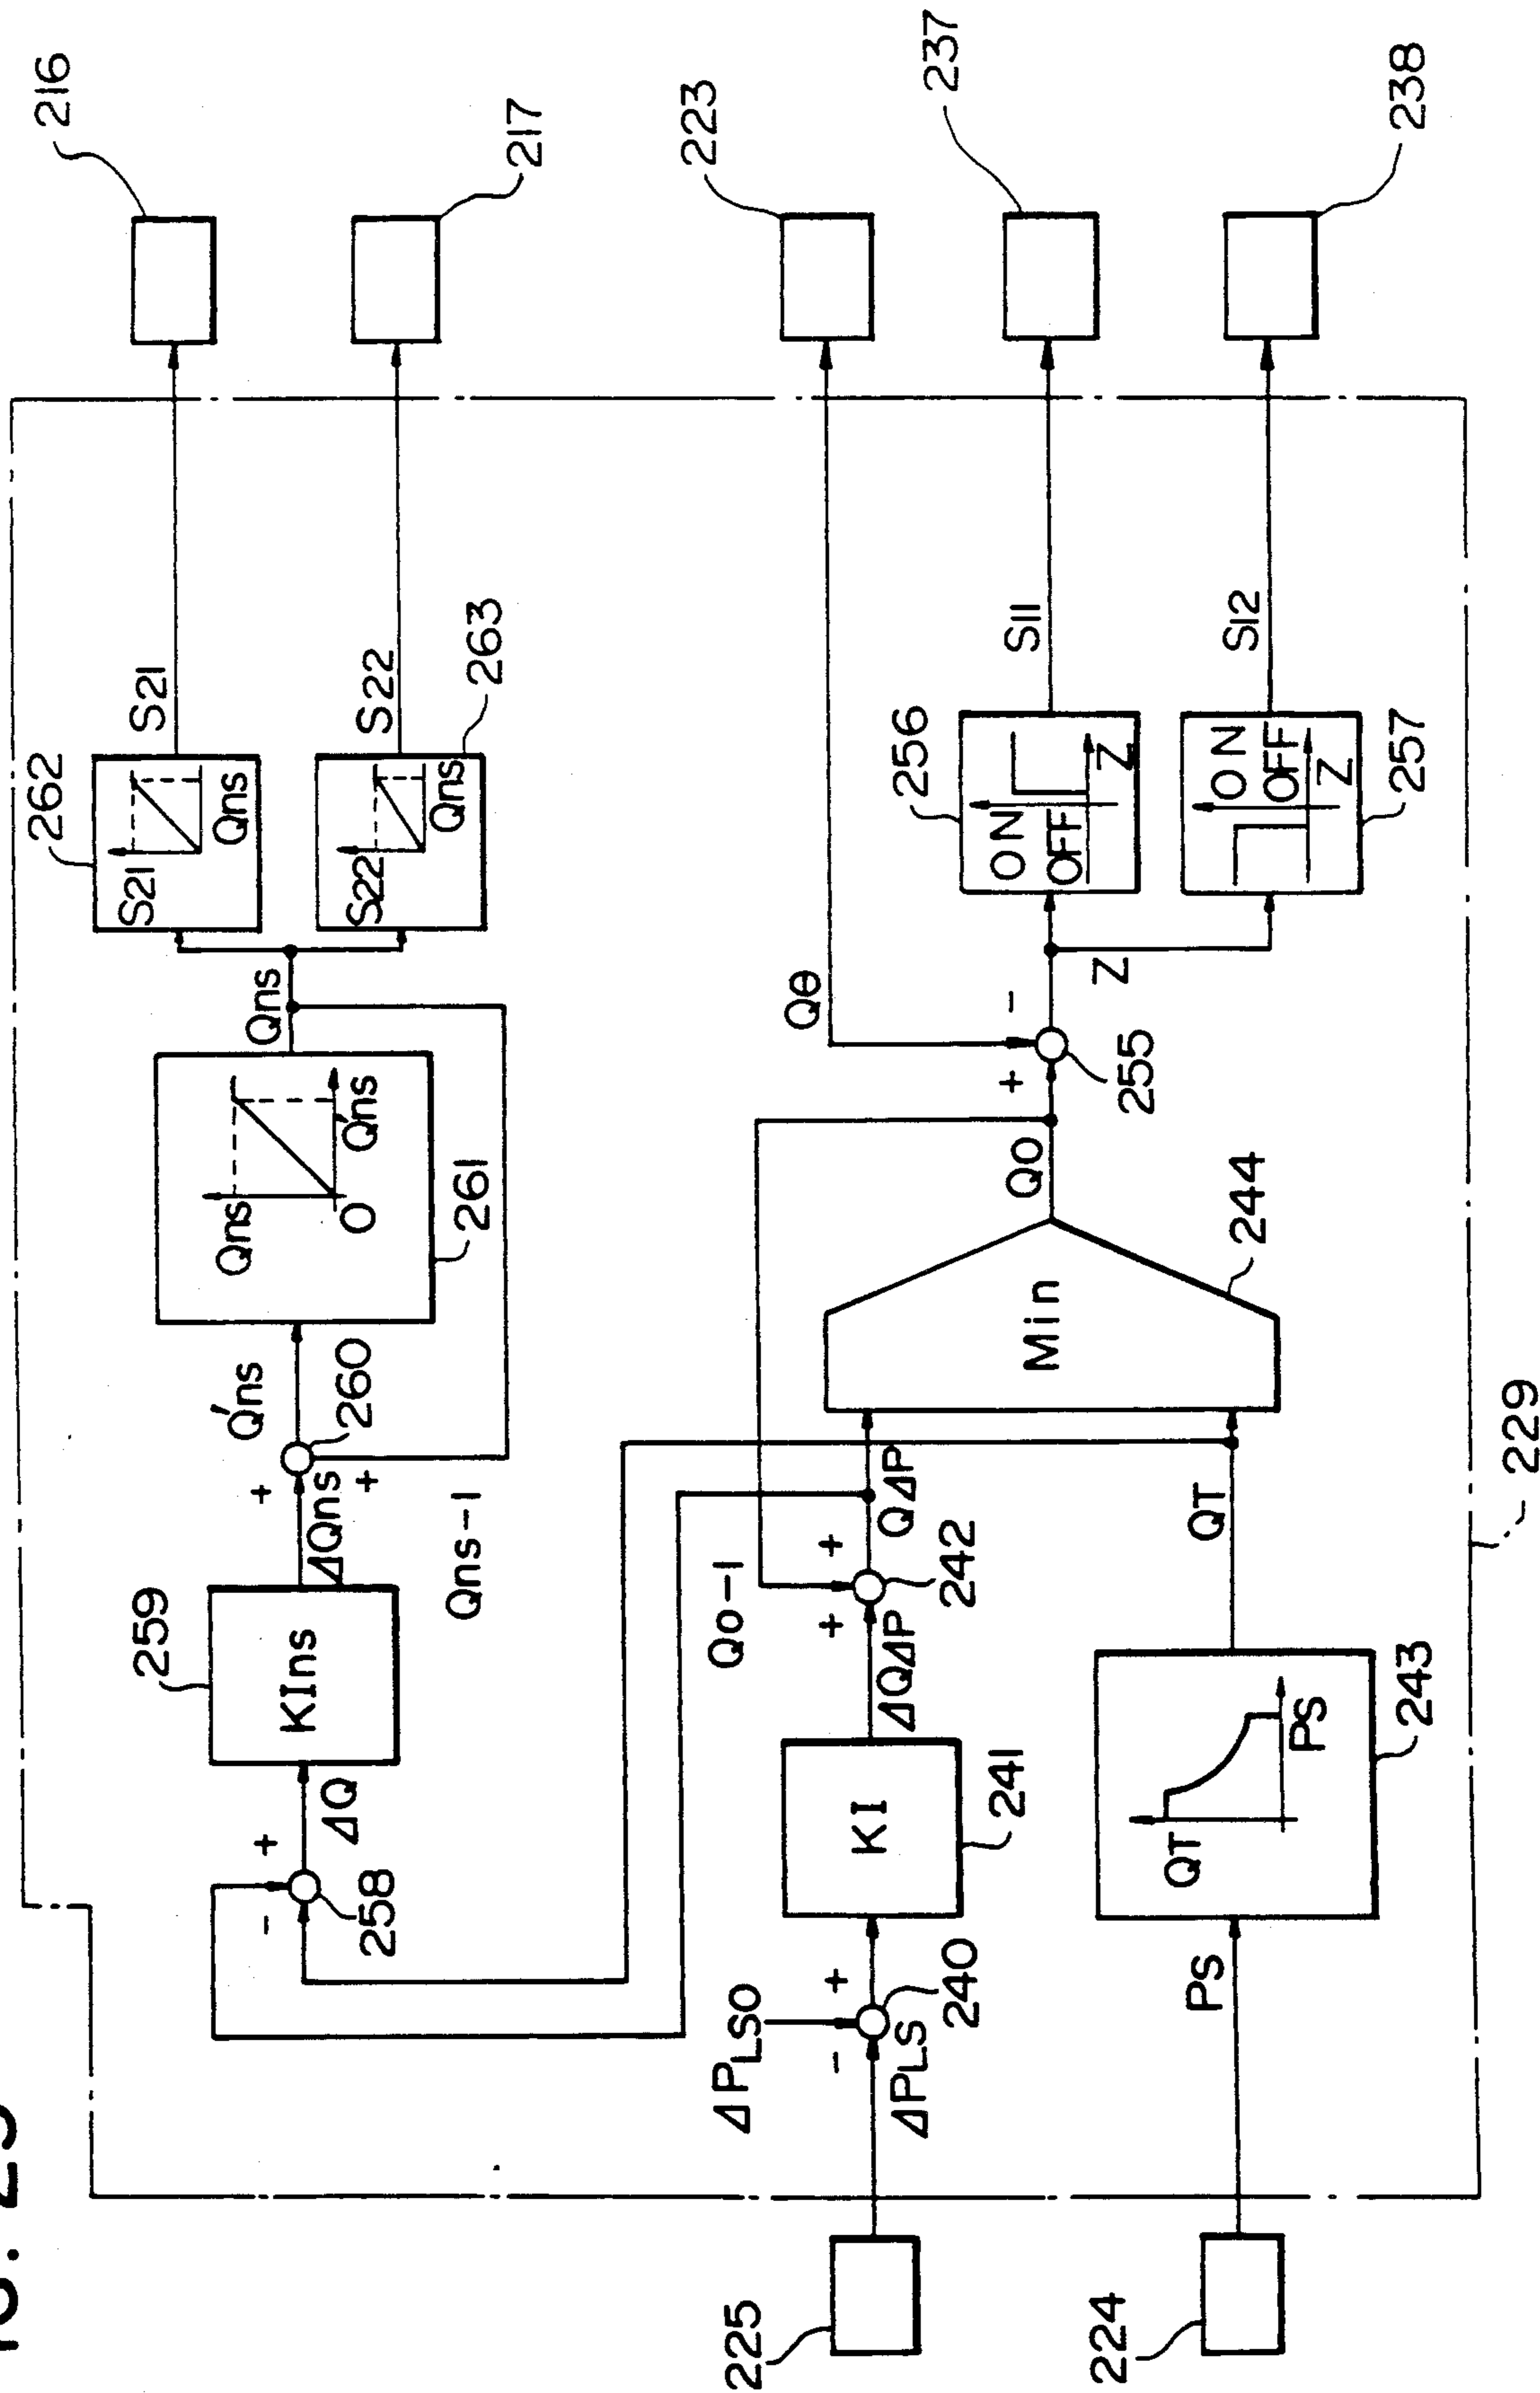 216
217
223
237
238
262
S21
Qns
S21
S22
Qns
S22
263
Qns
Qns
Q'ns
O
261
Q'ns
260
+
+
ΔQns
Qns-1
259
KIns
ΔQ
+
-
258
Qθ
-
+
255
Z
256
ON
OFF
Z
S11
ON
OFF
Z
257
S12
Qo
Min
244
Qo-1
+
+
QΔP
242
ΔQΔP
KI
241
ΔPLSO
+
-
240
ΔPLS
225
QT
QT
PS
243
PS
224
229